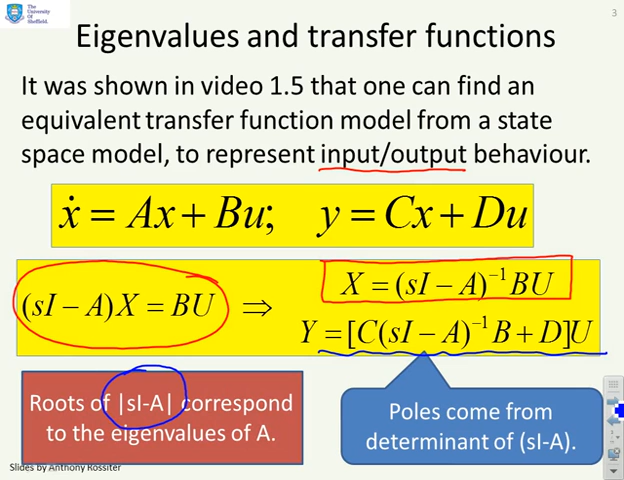 The
University
Of
Sheffield.
3
Eigenvalues and transfer functions
It was shown in video 1.5 that one can find an
equivalent transfer function model from a state
space model, to represent input/output behaviour.
ẋ = Ax + Bu;  y = Cx + Du
(sI − A)X = BU ⇒ X = (sI − A)⁻¹BU
Y = [C(sI − A)⁻¹B + D]U
Roots of |sI-A| correspond
to the eigenvalues of A.
Poles come from
determinant of (sI-A).
Slides by Anthony Rossiter